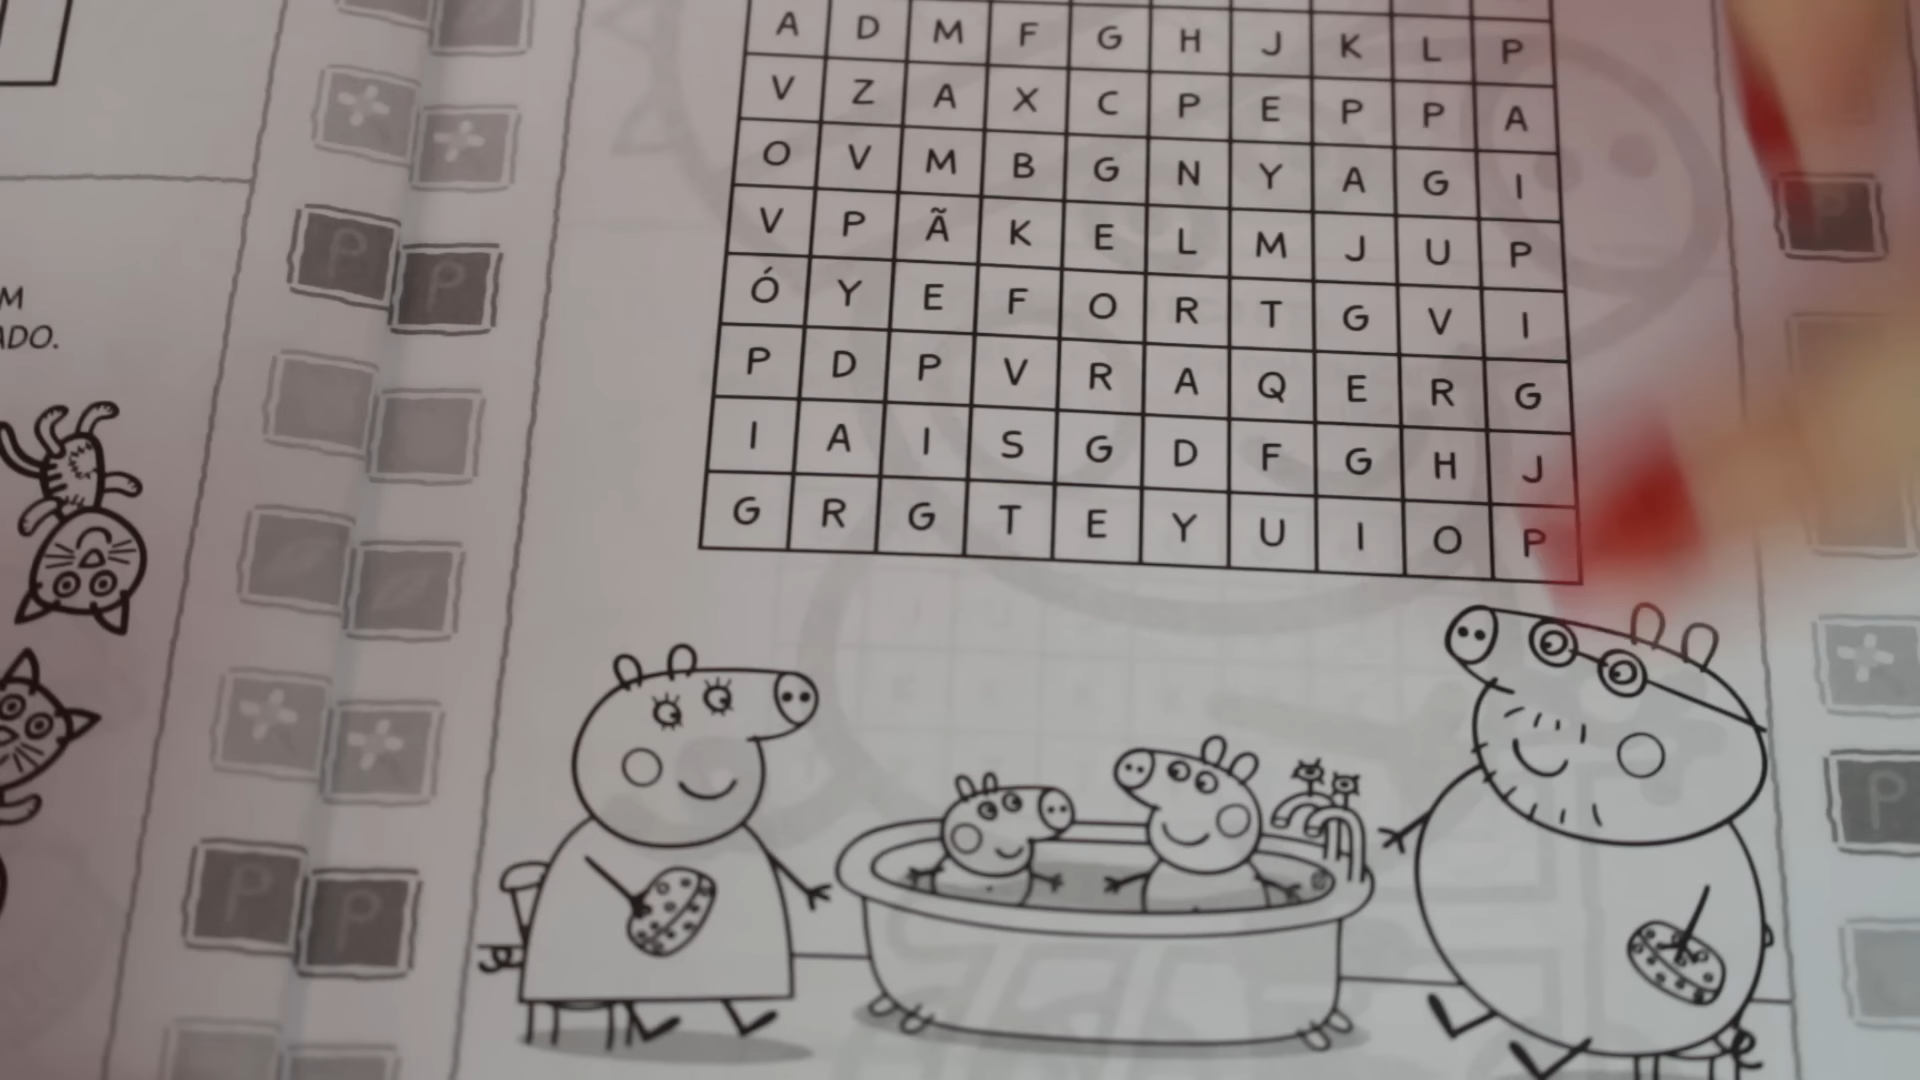 A D M F G H J K L P
V Z A X C P E P P A
O V M B G N Y A G I
V P Ã K E L M J U P
Ó Y E F O R T G V I
P D P V R A Q E R G
I A I S G D F G H J
G R G T E Y U I O P
M
ADO.
P P
P P
P
P